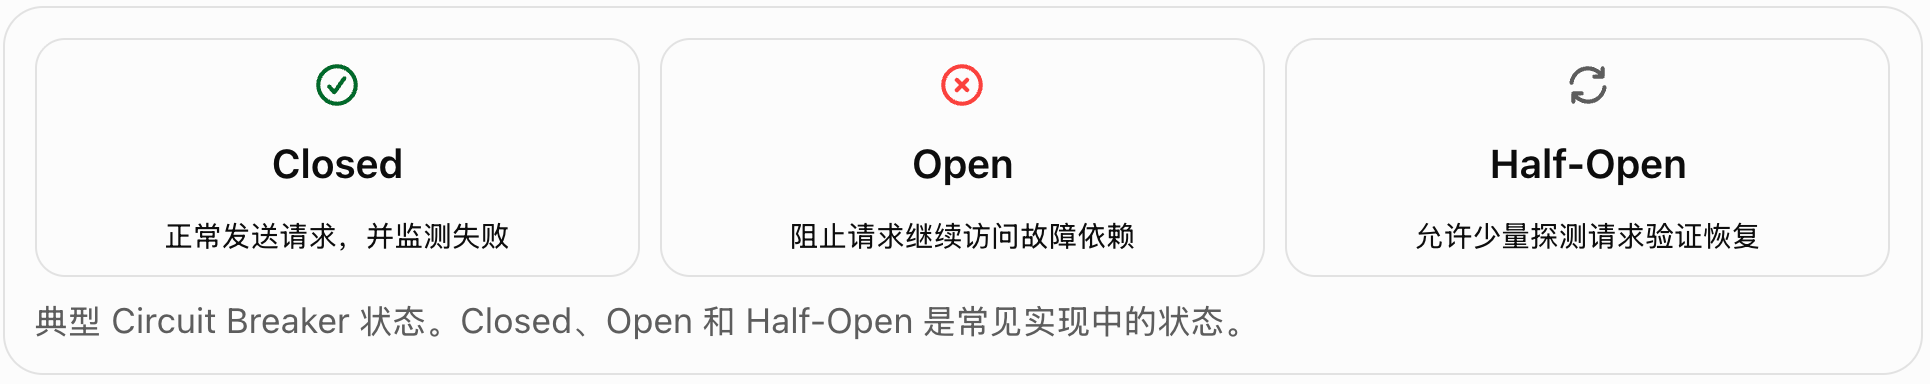 Closed
正常发送请求，并监测失败
Open
阻止请求继续访问故障依赖
Half-Open
允许少量探测请求验证恢复
典型 Circuit Breaker 状态。Closed、Open 和 Half-Open 是常见实现中的状态。